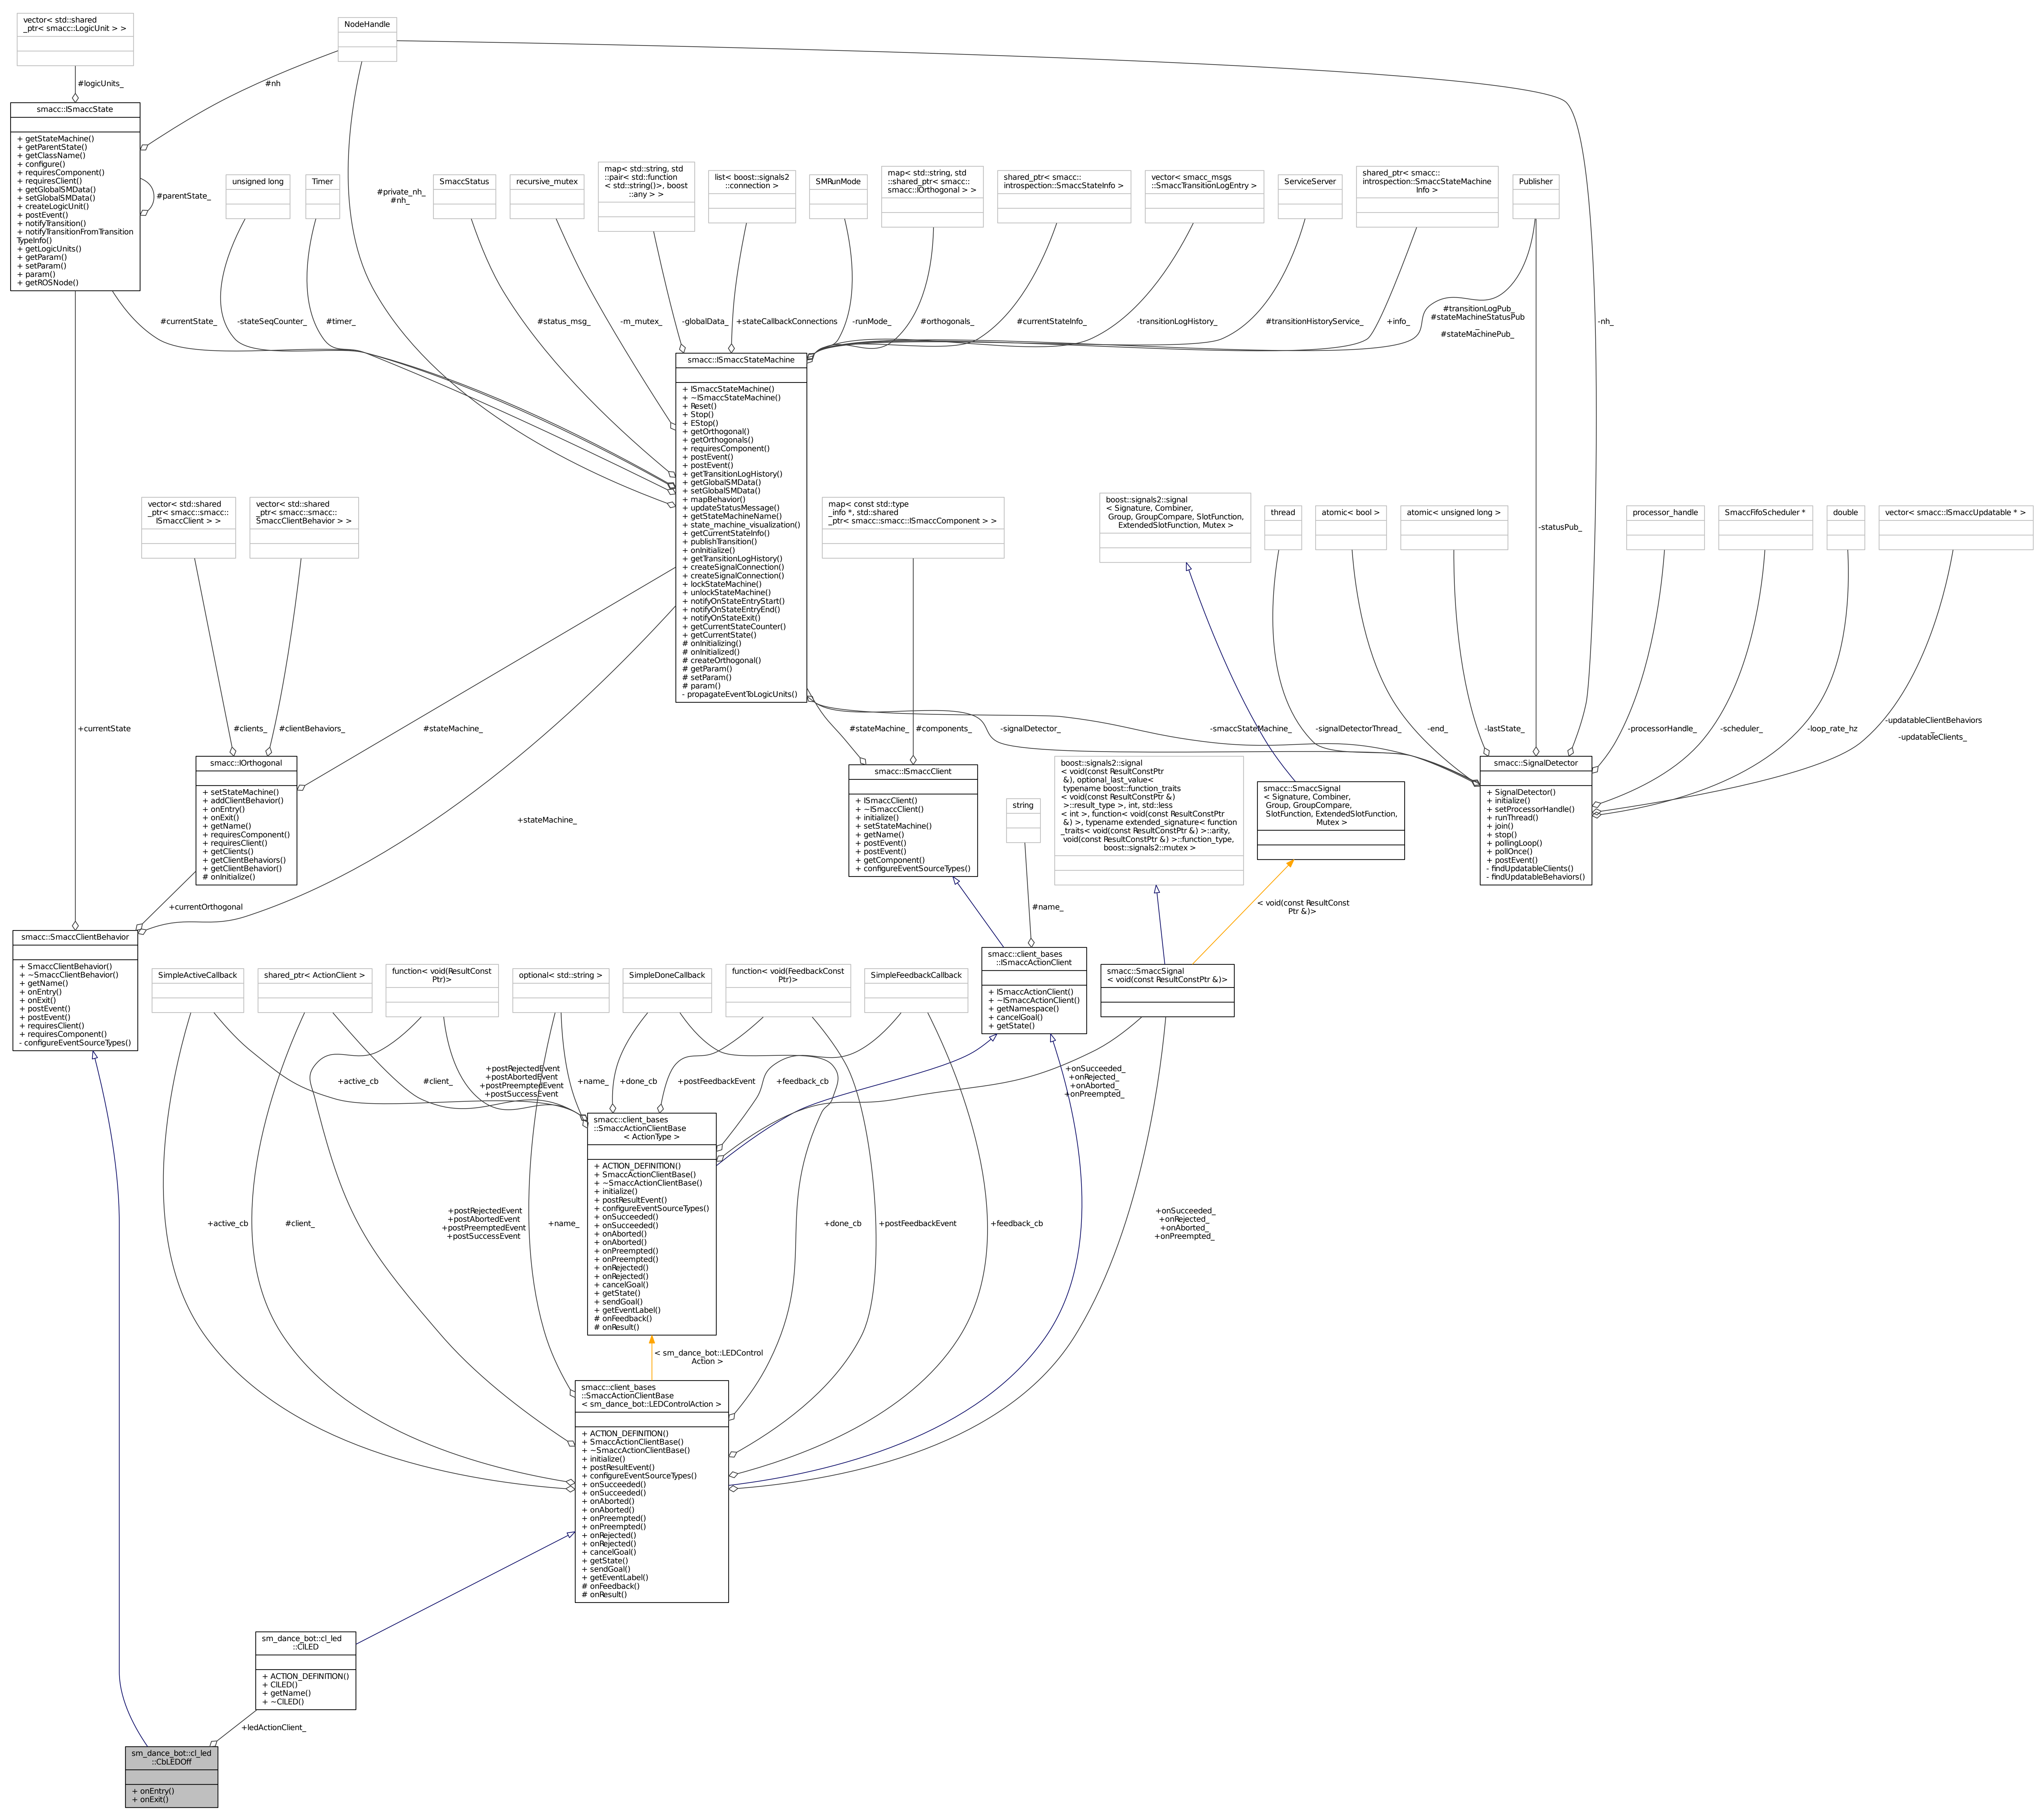 vector< std::shared
_ptr< smacc::LogicUnit > >
NodeHandle
#logicUnits_
#nh
smacc::ISmaccState
+ getStateMachine()
+ getParentState()
+ getClassName()
+ configure()
+ requiresComponent()
+ requiresClient()
+ getGlobalSMData()
+ setGlobalSMData()
+ createLogicUnit()
+ postEvent()
+ notifyTransition()
+ notifyTransitionFromTransition
TypeInfo()
+ getLogicUnits()
+ getParam()
+ setParam()
+ param()
+ getROSNode()
#parentState_
unsigned long
Timer
#private_nh_
#nh_
SmaccStatus
recursive_mutex
map< std::string, std
::pair< std::function
< std::string()>, boost
::any > >
list< boost::signals2
::connection >
SMRunMode
map< std::string, std
::shared_ptr< smacc::
smacc::IOrthogonal > >
shared_ptr< smacc::
introspection::SmaccStateInfo >
vector< smacc_msgs
::SmaccTransitionLogEntry >
ServiceServer
shared_ptr< smacc::
introspection::SmaccStateMachine
Info >
Publisher
#currentState_
-stateSeqCounter_
#timer_
#status_msg_
-m_mutex_
-globalData_
+stateCallbackConnections
-runMode_
#orthogonals_
#currentStateInfo_
-transitionLogHistory_
#transitionHistoryService_
+info_
#transitionLogPub_
#stateMachineStatusPub
_
#stateMachinePub_
-nh_
smacc::ISmaccStateMachine
+ ISmaccStateMachine()
+ ~ISmaccStateMachine()
+ Reset()
+ Stop()
+ EStop()
+ getOrthogonal()
+ getOrthogonals()
+ requiresComponent()
+ postEvent()
+ postEvent()
+ getTransitionLogHistory()
+ getGlobalSMData()
+ setGlobalSMData()
+ mapBehavior()
+ updateStatusMessage()
+ getStateMachineName()
+ state_machine_visualization()
+ getCurrentStateInfo()
+ publishTransition()
+ onInitialize()
+ getTransitionLogHistory()
+ createSignalConnection()
+ createSignalConnection()
+ lockStateMachine()
+ unlockStateMachine()
+ notifyOnStateEntryStart()
+ notifyOnStateEntryEnd()
+ notifyOnStateExit()
+ getCurrentStateCounter()
+ getCurrentState()
# onInitializing()
# onInitialized()
# createOrthogonal()
# getParam()
# setParam()
# param()
- propagateEventToLogicUnits()
vector< std::shared
_ptr< smacc::smacc::
ISmaccClient > >
vector< std::shared
_ptr< smacc::smacc::
SmaccClientBehavior > >
map< const std::type
_info *, std::shared
_ptr< smacc::smacc::ISmaccComponent > >
boost::signals2::signal
< Signature, Combiner,
Group, GroupCompare, SlotFunction,
ExtendedSlotFunction, Mutex >
thread
atomic< bool >
atomic< unsigned long >
-statusPub_
processor_handle
SmaccFifoScheduler *
double
vector< smacc::ISmaccUpdatable * >
+currentState
#clients_
#clientBehaviors_
#stateMachine_
#stateMachine_
#components_
-signalDetector_
-smaccStateMachine_
-signalDetectorThread_
-end_
-lastState_
-processorHandle_
-scheduler_
-loop_rate_hz
-updatableClientBehaviors
_
-updatableClients_
smacc::IOrthogonal
+ setStateMachine()
+ addClientBehavior()
+ onEntry()
+ onExit()
+ getName()
+ requiresComponent()
+ requiresClient()
+ getClients()
+ getClientBehaviors()
+ getClientBehavior()
# onInitialize()
+stateMachine_
smacc::ISmaccClient
+ ISmaccClient()
+ ~ISmaccClient()
+ initialize()
+ setStateMachine()
+ getName()
+ postEvent()
+ postEvent()
+ getComponent()
+ configureEventSourceTypes()
string
boost::signals2::signal
< void(const ResultConstPtr
&), optional_last_value<
typename boost::function_traits
< void(const ResultConstPtr &)
>::result_type >, int, std::less
< int >, function< void(const ResultConstPtr
&) >, typename extended_signature< function
_traits< void(const ResultConstPtr &) >::arity,
void(const ResultConstPtr &) >::function_type,
boost::signals2::mutex >
smacc::SmaccSignal
< Signature, Combiner,
Group, GroupCompare,
SlotFunction, ExtendedSlotFunction,
Mutex >
smacc::SignalDetector
+ SignalDetector()
+ initialize()
+ setProcessorHandle()
+ runThread()
+ join()
+ stop()
+ pollingLoop()
+ pollOnce()
+ postEvent()
- findUpdatableClients()
- findUpdatableBehaviors()
+currentOrthogonal
#name_
< void(const ResultConst
Ptr &)>
smacc::SmaccClientBehavior
+ SmaccClientBehavior()
+ ~SmaccClientBehavior()
+ getName()
+ onEntry()
+ onExit()
+ postEvent()
+ postEvent()
+ requiresClient()
+ requiresComponent()
- configureEventSourceTypes()
SimpleActiveCallback
shared_ptr< ActionClient >
function< void(ResultConst
Ptr)>
optional< std::string >
SimpleDoneCallback
function< void(FeedbackConst
Ptr)>
SimpleFeedbackCallback
smacc::client_bases
::ISmaccActionClient
+ ISmaccActionClient()
+ ~ISmaccActionClient()
+ getNamespace()
+ cancelGoal()
+ getState()
smacc::SmaccSignal
< void(const ResultConstPtr &)>
+active_cb
#client_
+postRejectedEvent
+postAbortedEvent
+postPreemptedEvent
+postSuccessEvent
+name_
+done_cb
+postFeedbackEvent
+feedback_cb
+onSucceeded_
+onRejected_
+onAborted_
+onPreempted_
smacc::client_bases
::SmaccActionClientBase
< ActionType >
+ ACTION_DEFINITION()
+ SmaccActionClientBase()
+ ~SmaccActionClientBase()
+ initialize()
+ postResultEvent()
+ configureEventSourceTypes()
+ onSucceeded()
+ onSucceeded()
+ onAborted()
+ onAborted()
+ onPreempted()
+ onPreempted()
+ onRejected()
+ onRejected()
+ cancelGoal()
+ getState()
+ sendGoal()
+ getEventLabel()
# onFeedback()
# onResult()
+active_cb
#client_
+postRejectedEvent
+postAbortedEvent
+postPreemptedEvent
+postSuccessEvent
+name_
+done_cb
+postFeedbackEvent
+feedback_cb
+onSucceeded_
+onRejected_
+onAborted_
+onPreempted_
< sm_dance_bot::LEDControl
Action >
smacc::client_bases
::SmaccActionClientBase
< sm_dance_bot::LEDControlAction >
+ ACTION_DEFINITION()
+ SmaccActionClientBase()
+ ~SmaccActionClientBase()
+ initialize()
+ postResultEvent()
+ configureEventSourceTypes()
+ onSucceeded()
+ onSucceeded()
+ onAborted()
+ onAborted()
+ onPreempted()
+ onPreempted()
+ onRejected()
+ onRejected()
+ cancelGoal()
+ getState()
+ sendGoal()
+ getEventLabel()
# onFeedback()
# onResult()
sm_dance_bot::cl_led
::ClLED
+ ACTION_DEFINITION()
+ ClLED()
+ getName()
+ ~ClLED()
+ledActionClient_
sm_dance_bot::cl_led
::CbLEDOff
+ onEntry()
+ onExit()